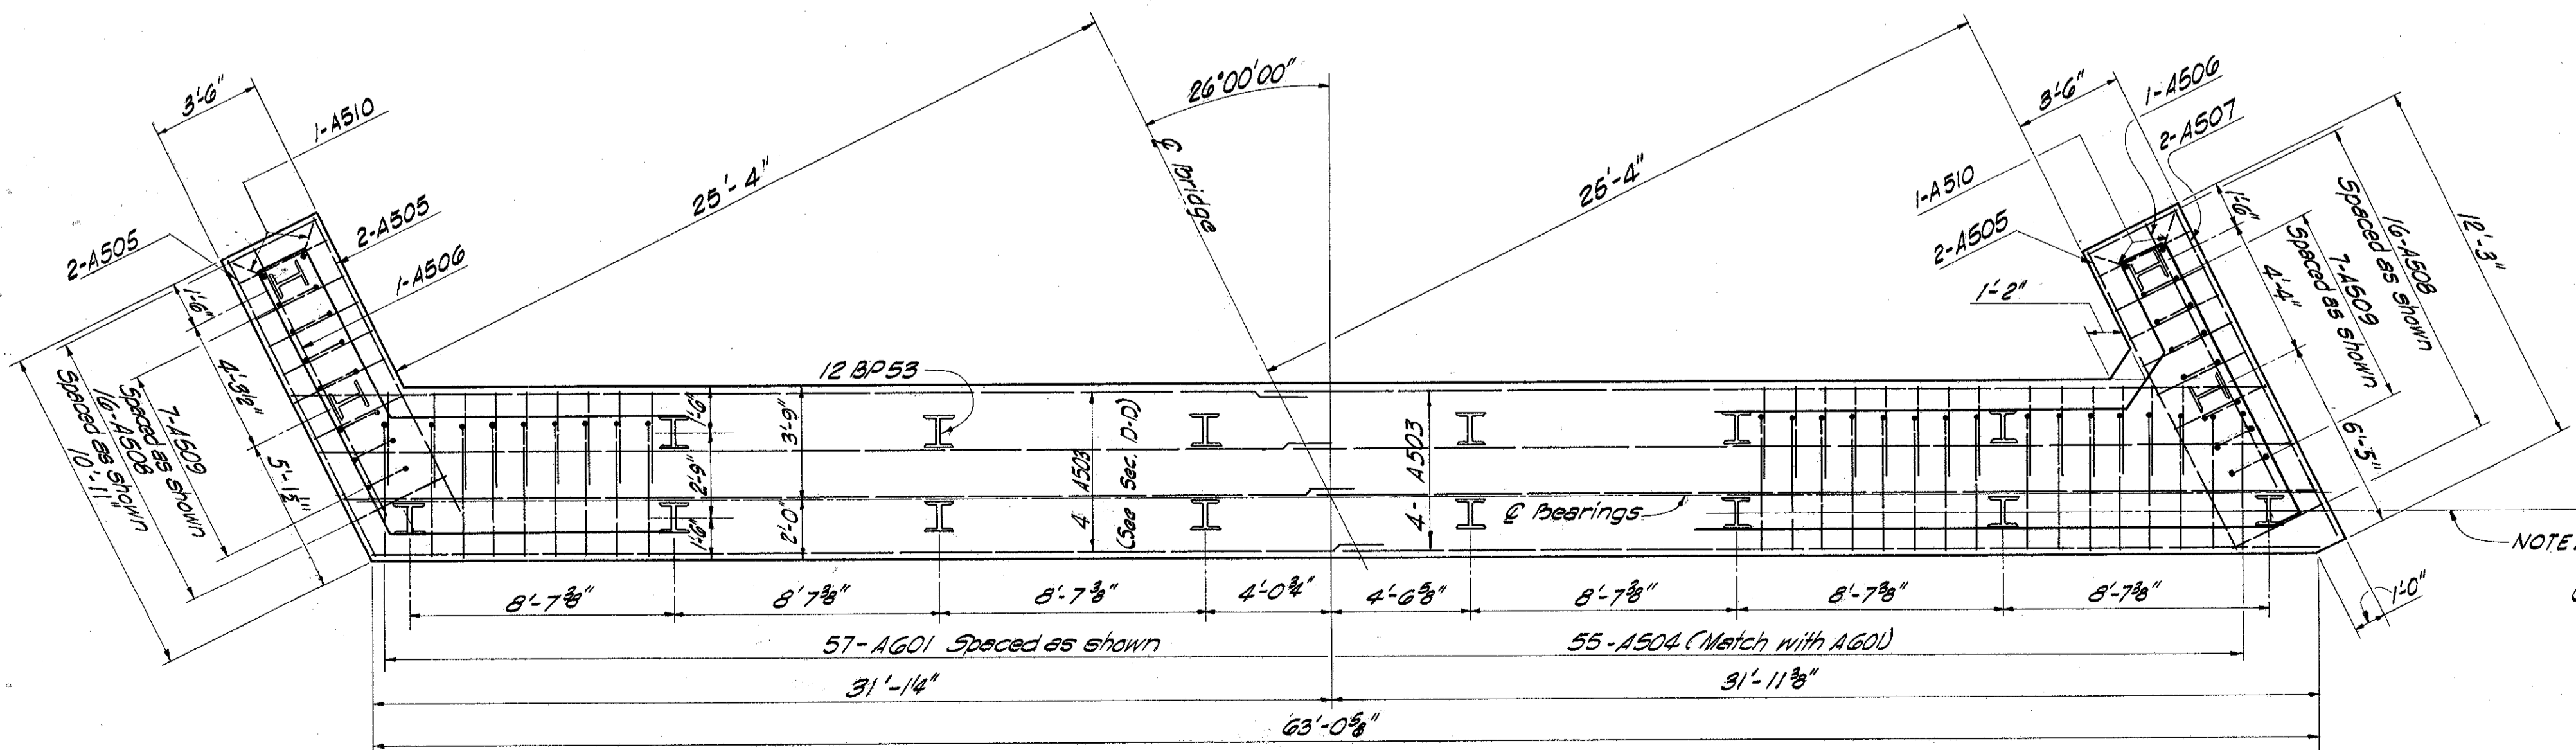 3'-6"
1-A510
25'-4"
26°00'00"
℄ Bridge
25'-4"
3'-6"
1-A506
2-A507
1-A510
2-A505
1'-2"
2-A505
2-A505
1-A506
1'-6"
4'-3½"
5'-1½"
7-A509
Spaced as shown
16-A508
Spaced as shown
10'-11"
12 BP53
1'-6"
2'-9"
1'-6"
3'-9"
2'-0"
4 A503
(See Sec. D-D)
4-A503
℄ Bearings
1'-6"
4'-4"
6'-5"
7-A509
Spaced as shown
16-A508
Spaced as shown
12'-3"
NOTE
1'-0"
8'-7⅜" 8'7⅜" 8'-7⅜" 4'-0¾" 4'-6⅝" 8'-7⅜" 8'-7⅜" 8'-7⅜"
57-A601 Spaced as shown 55-A504 (Match with A601)
31'-1¼" 31'-11⅜"
63'-0⅝"